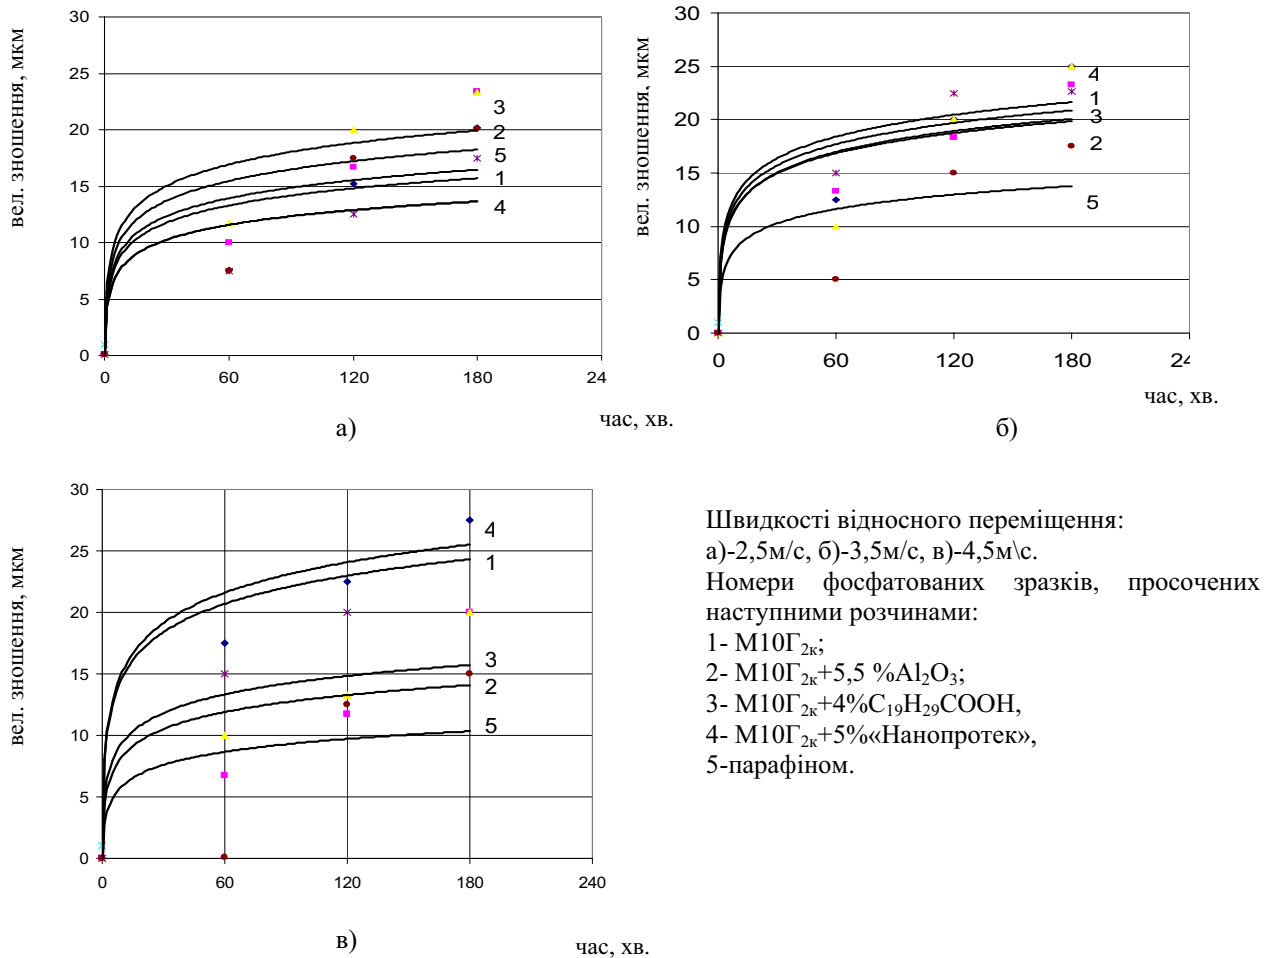 вел. зношення, мкм
30
25
20
15
10
5
0
3
2
5
1
4
0 60 120 180 24
час, хв.
а)
вел. зношення, мкм
30
25
20
15
10
5
0
4
1
3
2
5
0 60 120 180 24
час, хв.
б)
вел. зношення, мкм
30
25
20
15
10
5
0
4
1
3
2
5
0 60 120 180 240
час, хв.
в)
Швидкості відносного переміщення:
а)-2,5м/с, б)-3,5м/с, в)-4,5м\с.
Номери фосфатованих зразків, просочених
наступними розчинами:
1- М10Г2к;
2- М10Г2к+5,5 %Al2O3;
3- М10Г2к+4%C19H29COOH,
4- М10Г2к+5%«Нанопротек»,
5-парафіном.